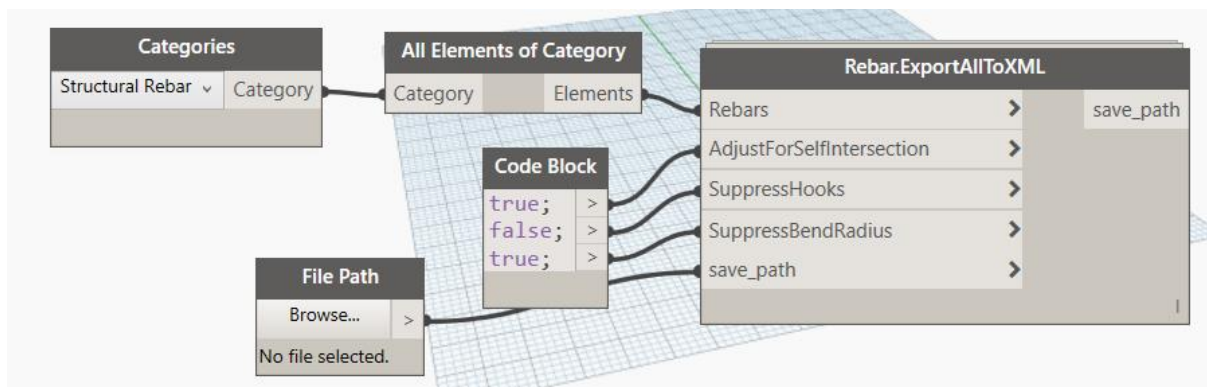 Categories
Structural Rebar Category
All Elements of Category
Category Elements
Rebar.ExportAllToXML
Rebars save_path
AdjustForSelfIntersection
SuppressHooks
SuppressBendRadius
save_path
Code Block
true; >
false; >
true; >
File Path
Browse... >
No file selected.